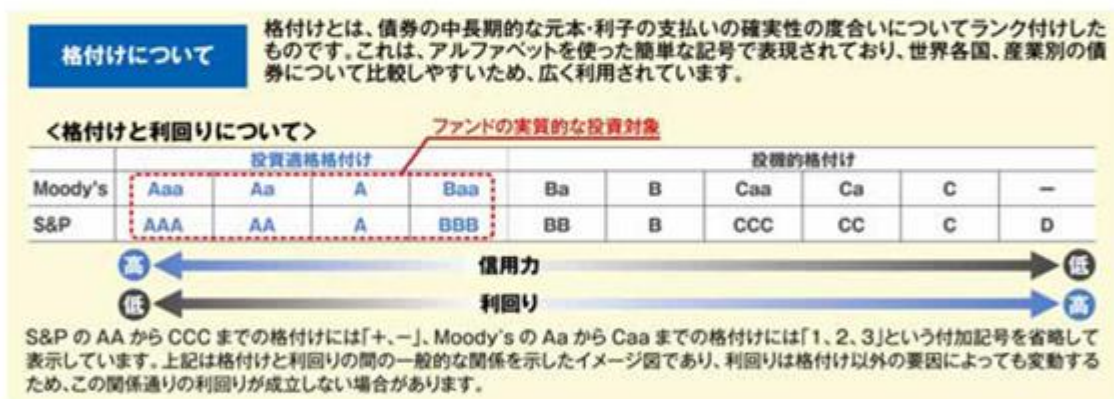 格付けについて
格付けとは、債券の中長期的な元本・利子の支払いの確実性の度合いについてランク付けした
ものです。これは、アルファベットを使った簡単な記号で表現されており、世界各国、産業別の債
券について比較しやすいため、広く利用されています。
<格付けと利回りについて>
ファンドの実質的な投資対象
投資適格格付け 投機的格付け
Moody's Aaa Aa A Baa Ba B Caa Ca C −
S&P AAA AA A BBB BB B CCC CC C D
高 信用力 低
低 利回り 高
S&P の AA から CCC までの格付けには「+、−」、Moody's の Aa から Caa までの格付けには「1、2、3」という付加記号を省略して
表示しています。上記は格付けと利回りの間の一般的な関係を示したイメージ図であり、利回りは格付け以外の要因によっても変動する
ため、この関係通りの利回りが成立しない場合があります。